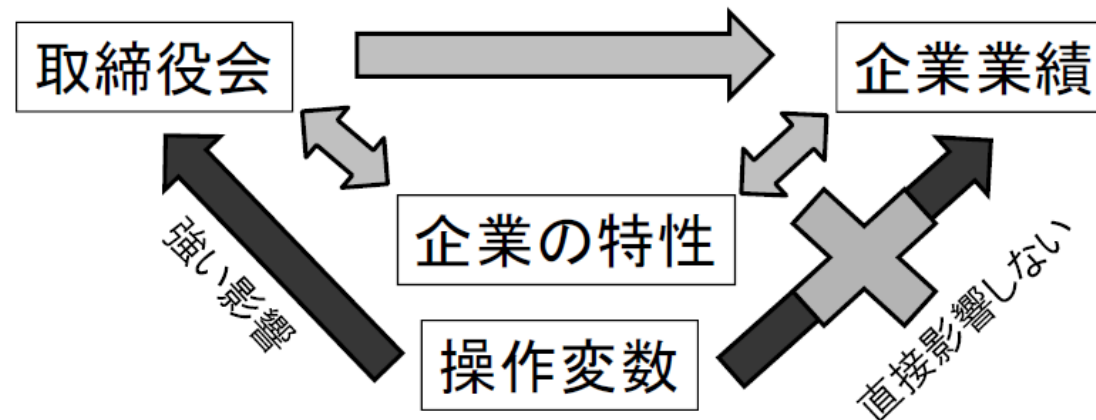 取締役会
企業業績
企業の特性
強い影響
操作変数
直接影響しない